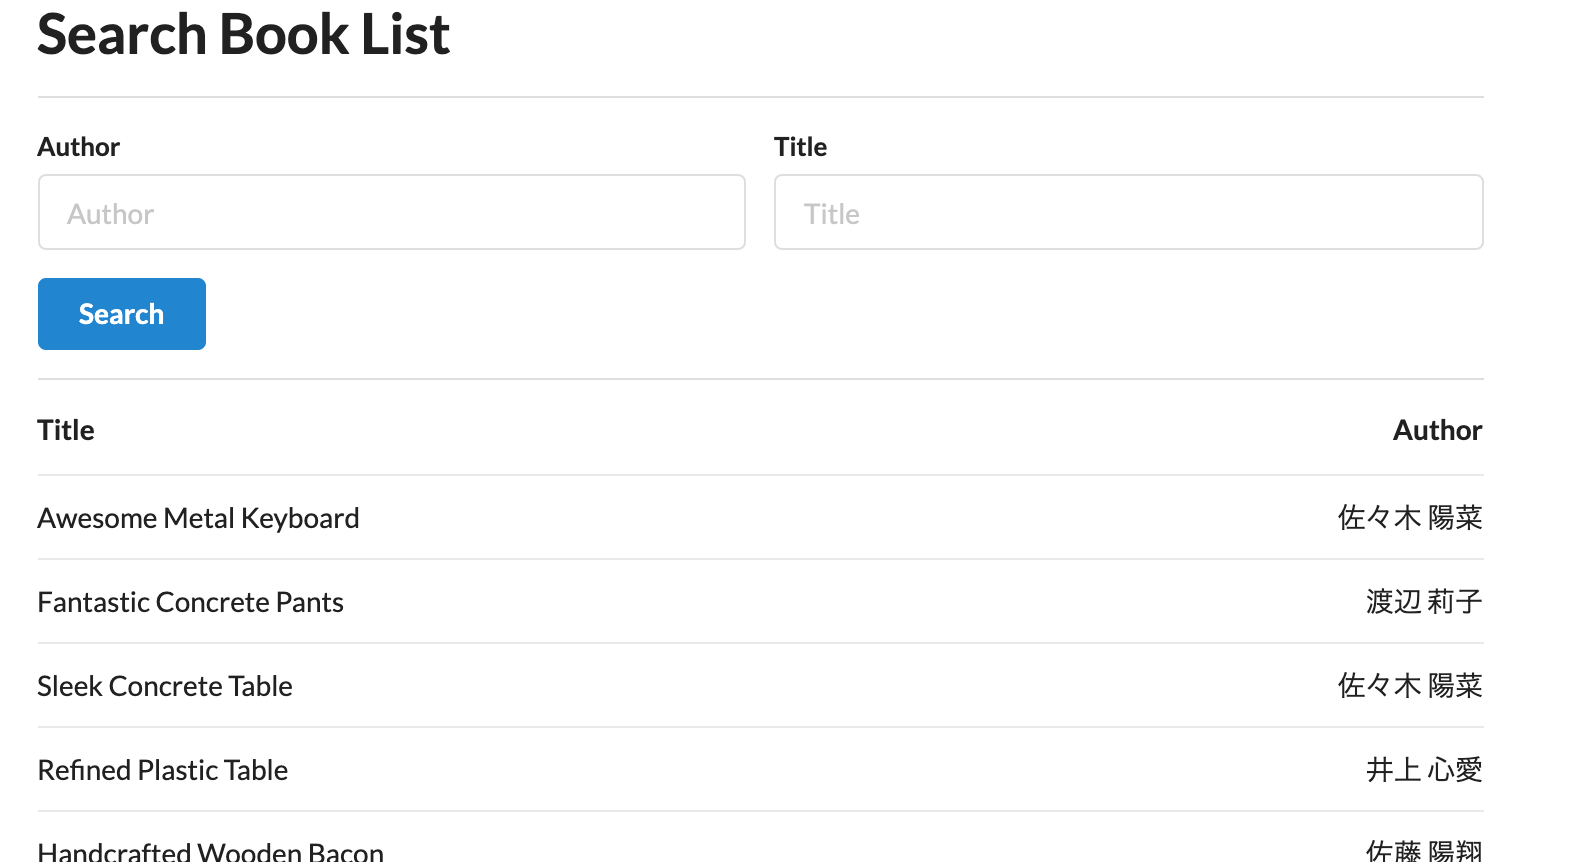 Search Book List
Author Title
Author Title
Search
Title Author
Awesome Metal Keyboard 佐々木 陽菜
Fantastic Concrete Pants 渡辺 莉子
Sleek Concrete Table 佐々木 陽菜
Refined Plastic Table 井上 心愛
Handcrafted Wooden Bacon 佐藤 陽翔